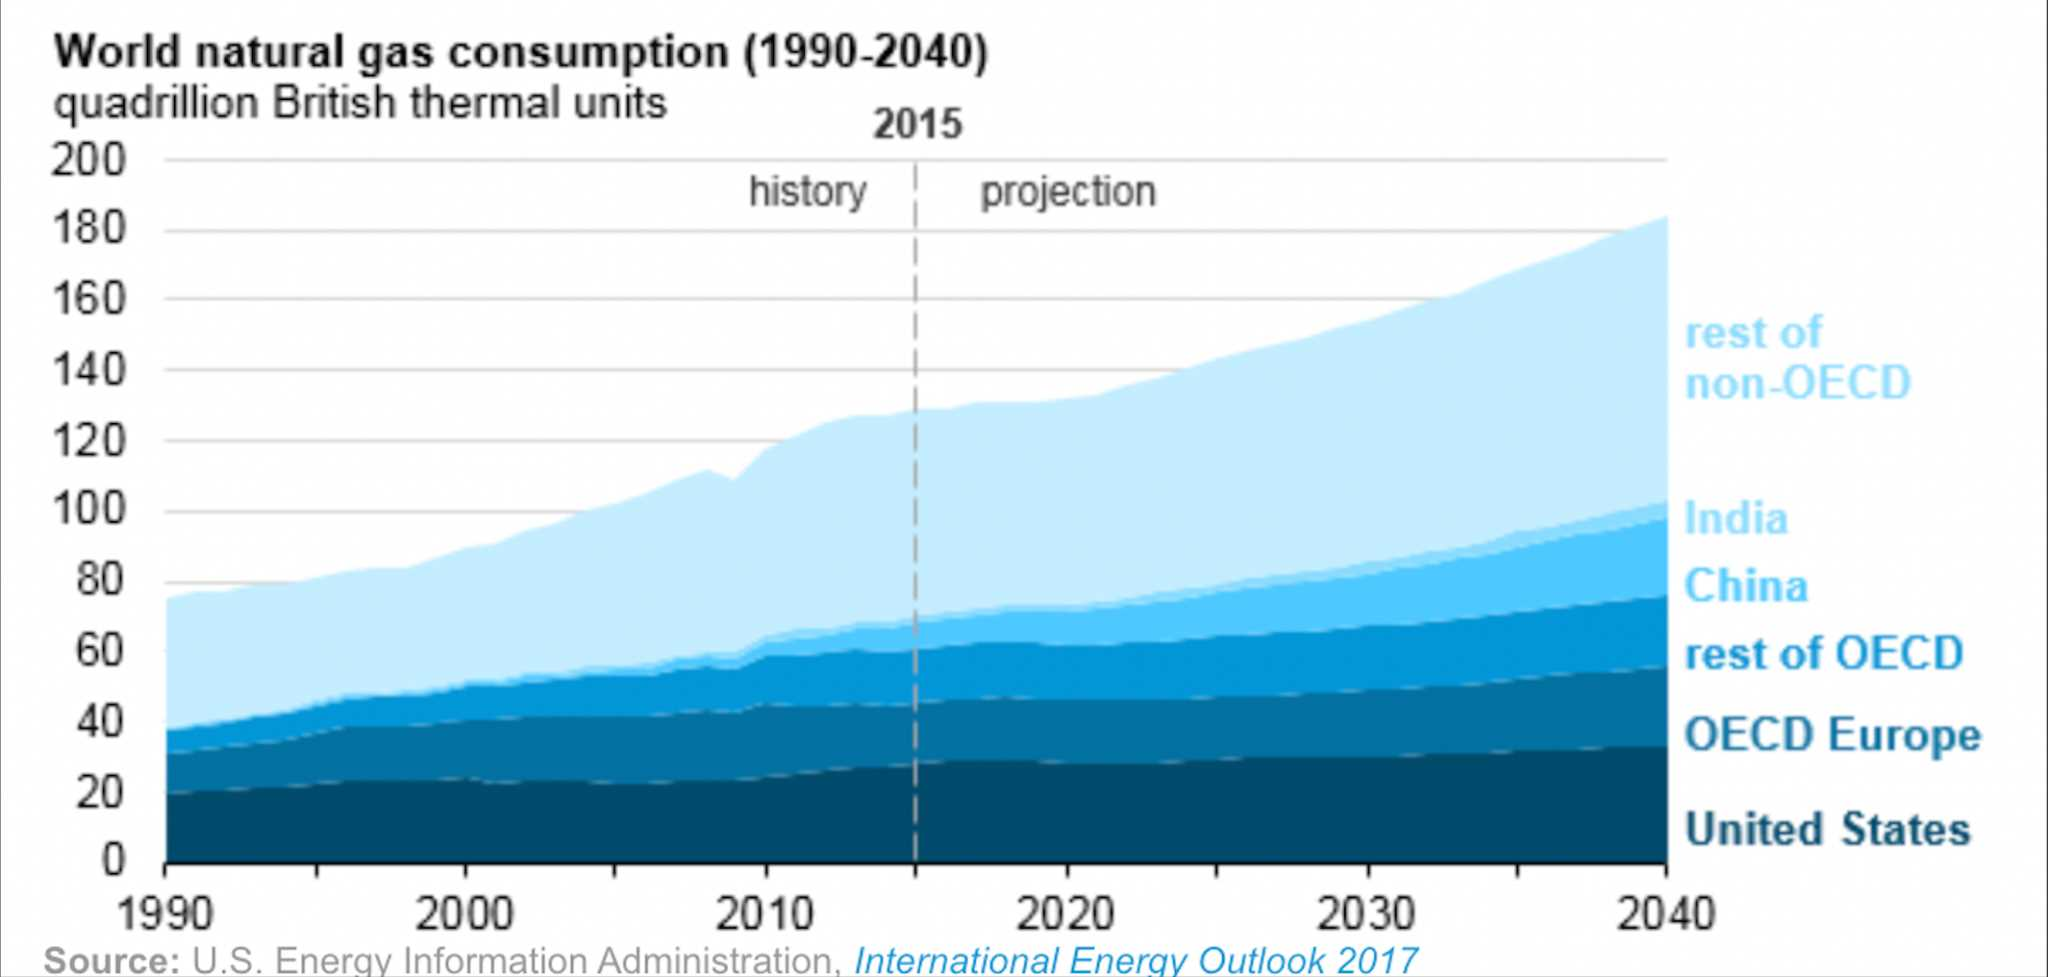 World natural gas consumption (1990-2040)
quadrillion British thermal units
2015
200
history
projection
180
160
rest of
non-OECD
140
120
100
India
80
China
60
rest of OECD
40
OECD Europe
20
United States
0
1990 2000 2010 2020 2030 2040
Source: U.S. Energy Information Administration, International Energy Outlook 2017